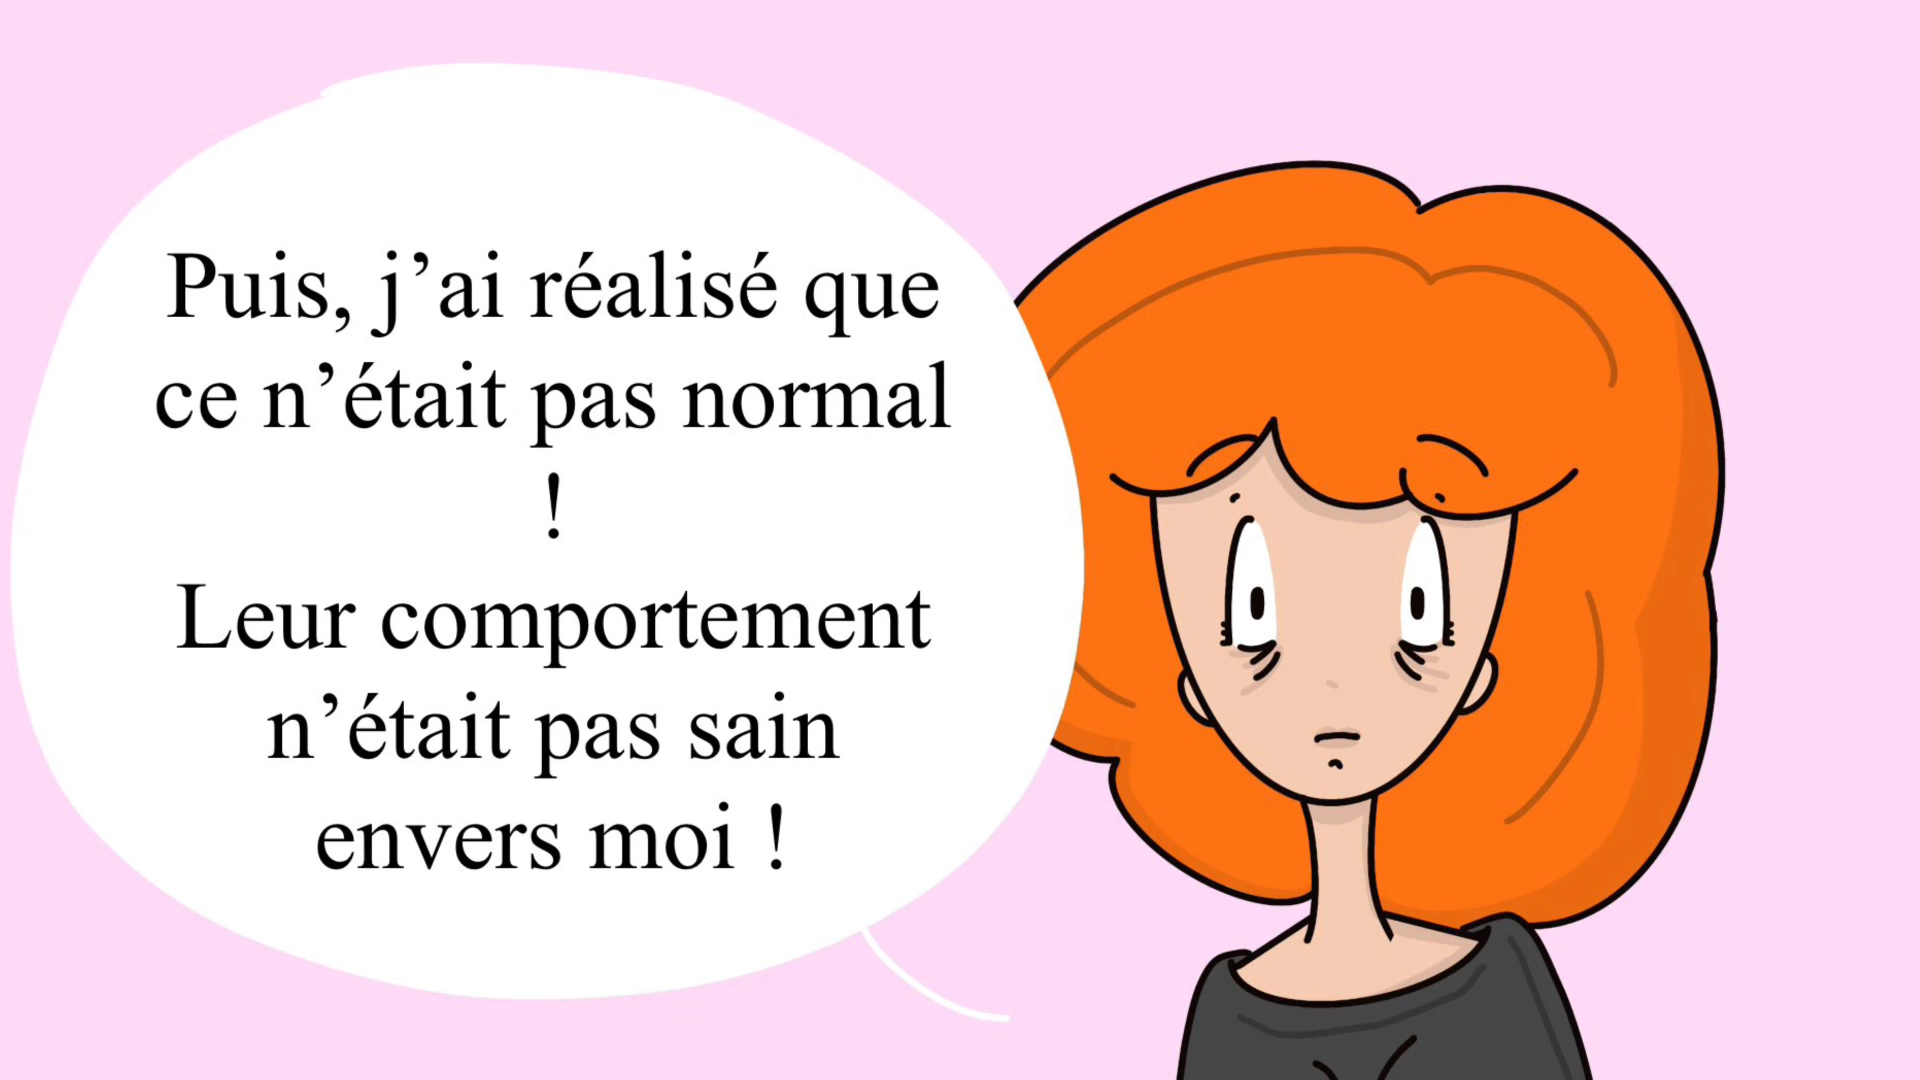 Puis, j’ai réalisé que
ce n’était pas normal
!
Leur comportement
n’était pas sain
envers moi !